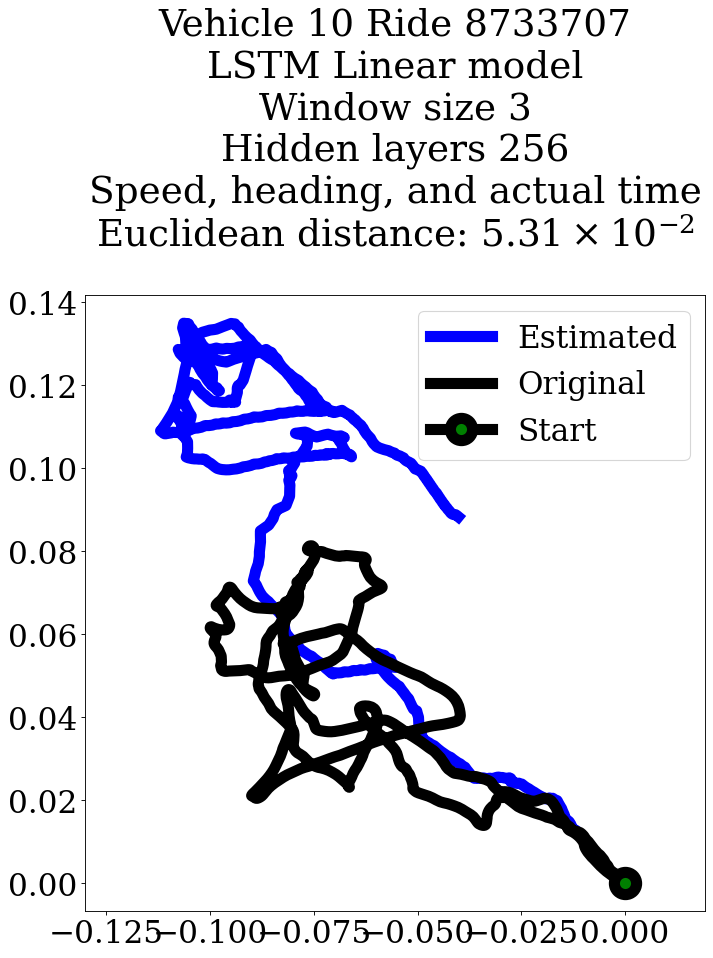 Vehicle 10 Ride 8733707
LSTM Linear model
Window size 3
Hidden layers 256
Speed, heading, and actual time
Euclidean distance: 5.31 × 10⁻²
0.14
0.12
0.10
0.08
0.06
0.04
0.02
0.00
Estimated
Original
Start
−0.125 −0.100 −0.075 −0.050 −0.025 0.000